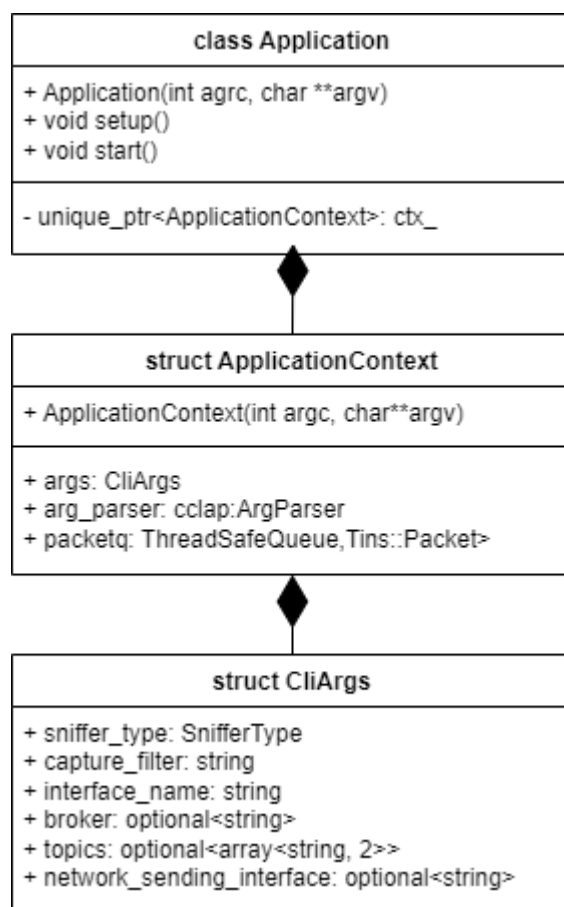 class Application
+ Application(int agrc, char **argv)
+ void setup()
+ void start()
- unique_ptr<ApplicationContext>: ctx_
struct ApplicationContext
+ ApplicationContext(int argc, char**argv)
+ args: CliArgs
+ arg_parser: cclap:ArgParser
+ packetq: ThreadSafeQueue,Tins::Packet>
struct CliArgs
+ sniffer_type: SnifferType
+ capture_filter: string
+ interface_name: string
+ broker: optional<string>
+ topics: optional<array<string, 2>>
+ network_sending_interface: optional<string>